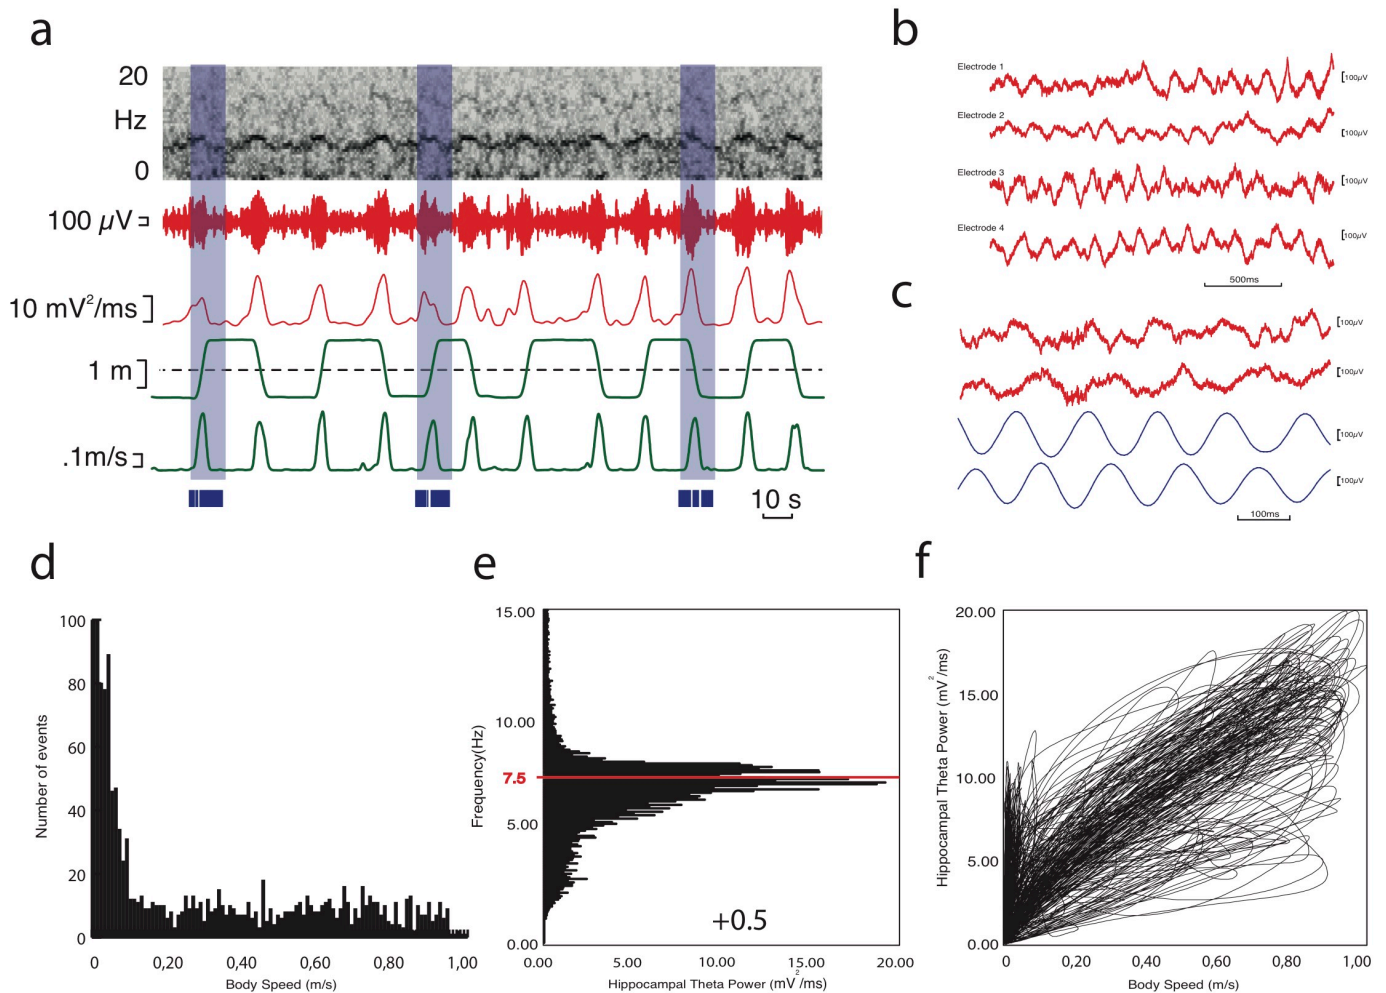 a
20
Hz
0
100 µV
10 mV2/ms
1 m
.1m/s
10 s
b
Electrode 1
100µV
Electrode 2
100µV
Electrode 3
100µV
Electrode 4
100µV
500ms
c
100µV
100µV
100µV
100µV
100ms
d
100
80
60
40
20
0
Number of events
0 0,20 0,40 0,60 0,80 1,00
Body Speed (m/s)
e
15.00
10.00
7.5
5.00
0.00
Frequency(Hz)
+0.5
0.00 5.00 10.00 15.00 20.00
Hippocampal Theta Power (mV2/ms)
f
20.00
15.00
10.00
5.00
0.00
Hippocampal Theta Power (mV2/ms)
0 0,20 0,40 0,60 0,80 1,00
Body Speed (m/s)